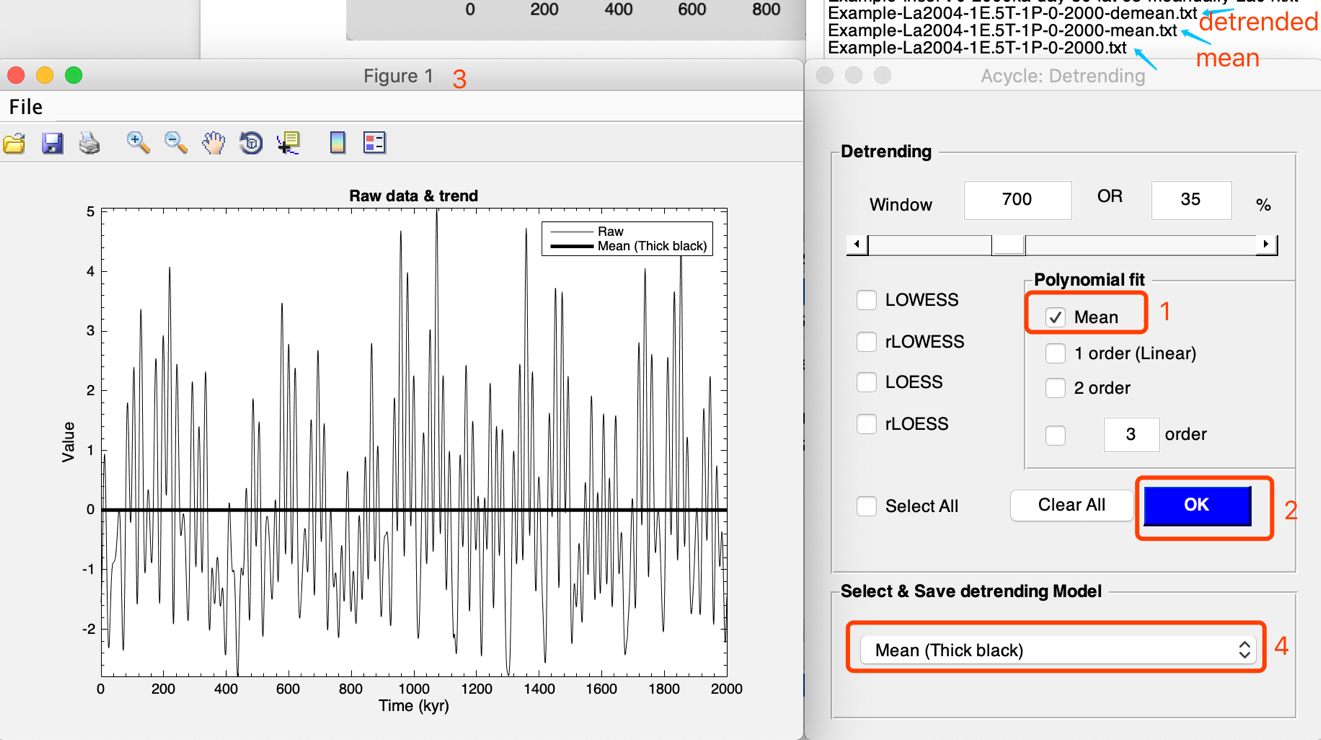 0 200 400 600 800
Example-La2004-1E.5T-1P-0-2000-demean.txt
detrended
Example-La2004-1E.5T-1P-0-2000-mean.txt
Example-La2004-1E.5T-1P-0-2000.txt
mean
Figure 1 3
File
Raw data & trend
Raw
Mean (Thick black)
5
4
3
2
1
0
-1
-2
Value
0 200 400 600 800 1000 1200 1400 1600 1800 2000
Time (kyr)
Acycle: Detrending
Detrending
Window 700 OR 35 %
LOWESS
rLOWESS
LOESS
rLOESS
Polynomial fit
Mean 1
1 order (Linear)
2 order
3 order
Select All Clear All OK 2
Select & Save detrending Model
Mean (Thick black) 4